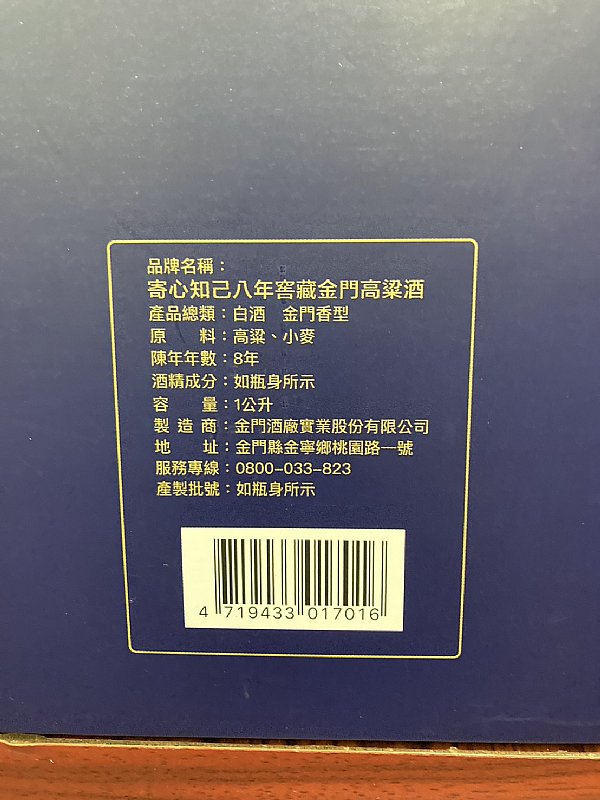 品牌名稱：
寄心知己八年窖藏金門高粱酒
產品總類：白酒　金門香型
原　　料：高粱、小麥
陳年年數：8年
酒精成分：如瓶身所示
容　　量：1公升
製 造 商：金門酒廠實業股份有限公司
地　　址：金門縣金寧鄉桃園路一號
服務專線：0800-033-823
產製批號：如瓶身所示
4 719433 017016